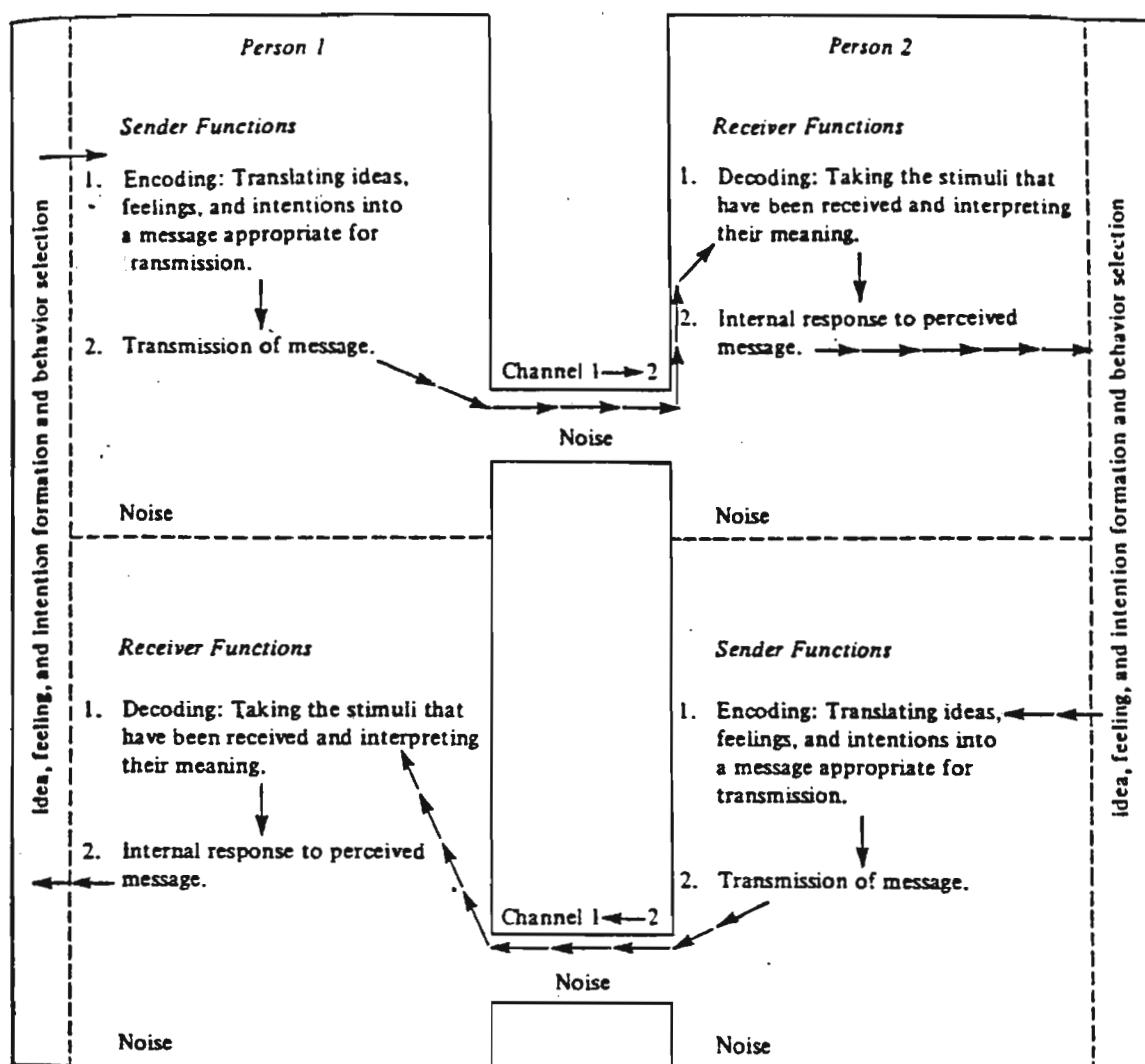 Person 1
Sender Functions
1. Encoding: Translating ideas,
feelings, and intentions into
a message appropriate for
ransmission.
2. Transmission of message.
Noise
Receiver Functions
1. Decoding: Taking the stimuli that
have been received and interpreting
their meaning.
2. Internal response to perceived
message.
Noise
Idea, feeling, and intention formation and behavior selection
Channel 1 2
Noise
Channel 1 2
Noise
Person 2
Receiver Functions
1. Decoding: Taking the stimuli that
have been received and interpreting
their meaning.
2. Internal response to perceived
message.
Noise
Sender Functions
1. Encoding: Translating ideas,
feelings, and intentions into
a message appropriate for
transmission.
2. Transmission of message.
Noise
Idea, feeling, and intention formation and behavior selection